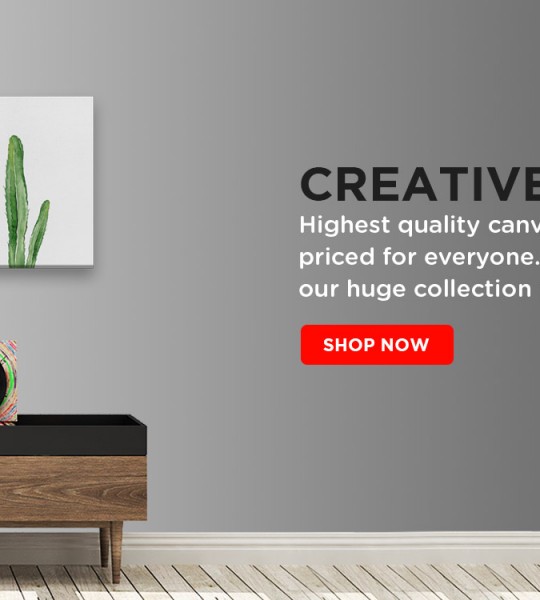 CREATIVE
Highest quality canv
priced for everyone.
our huge collection
SHOP NOW